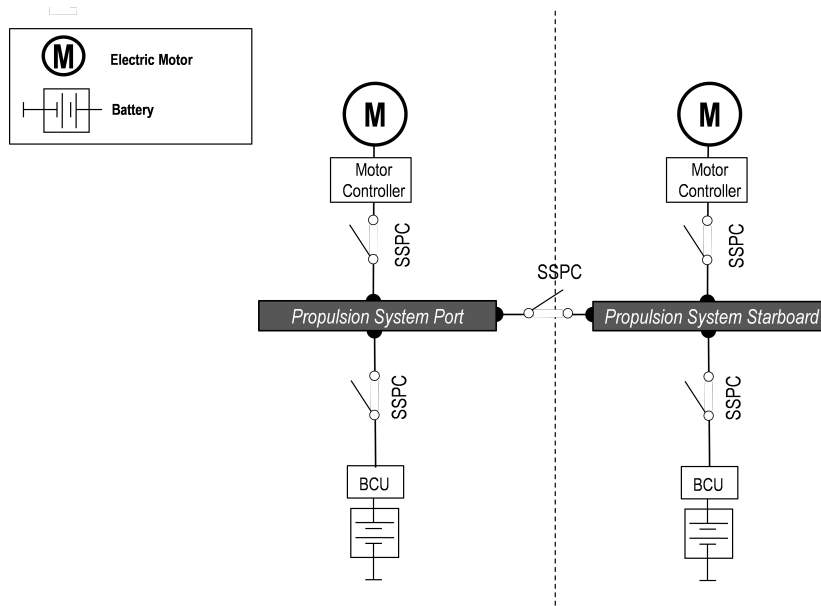 M
Electric Motor
Battery
M
M
Motor
Controller
Motor
Controller
SSPC
SSPC
SSPC
Propulsion System Port
Propulsion System Starboard
SSPC
SSPC
BCU
BCU